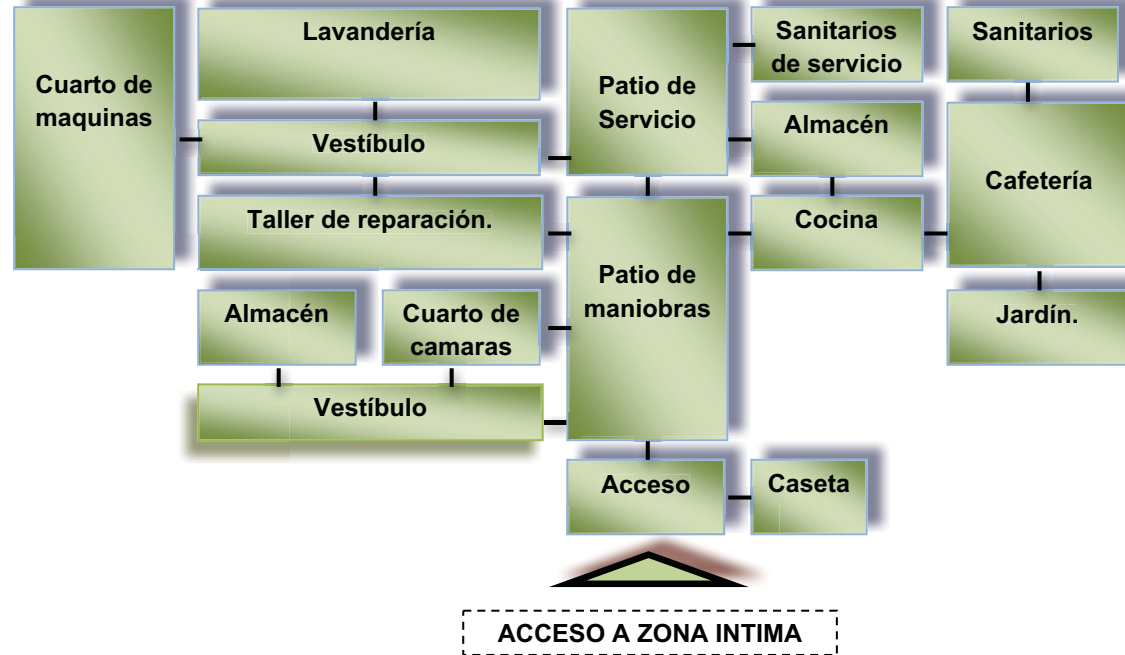 Cuarto de
maquinas
Lavandería
Vestíbulo
Taller de reparación.
Almacén
Cuarto de
camaras
Vestíbulo
Patio de
Servicio
Patio de
maniobras
Acceso
Caseta
Sanitarios
de servicio
Almacén
Cocina
Sanitarios
Cafetería
Jardín.
ACCESO A ZONA INTIMA